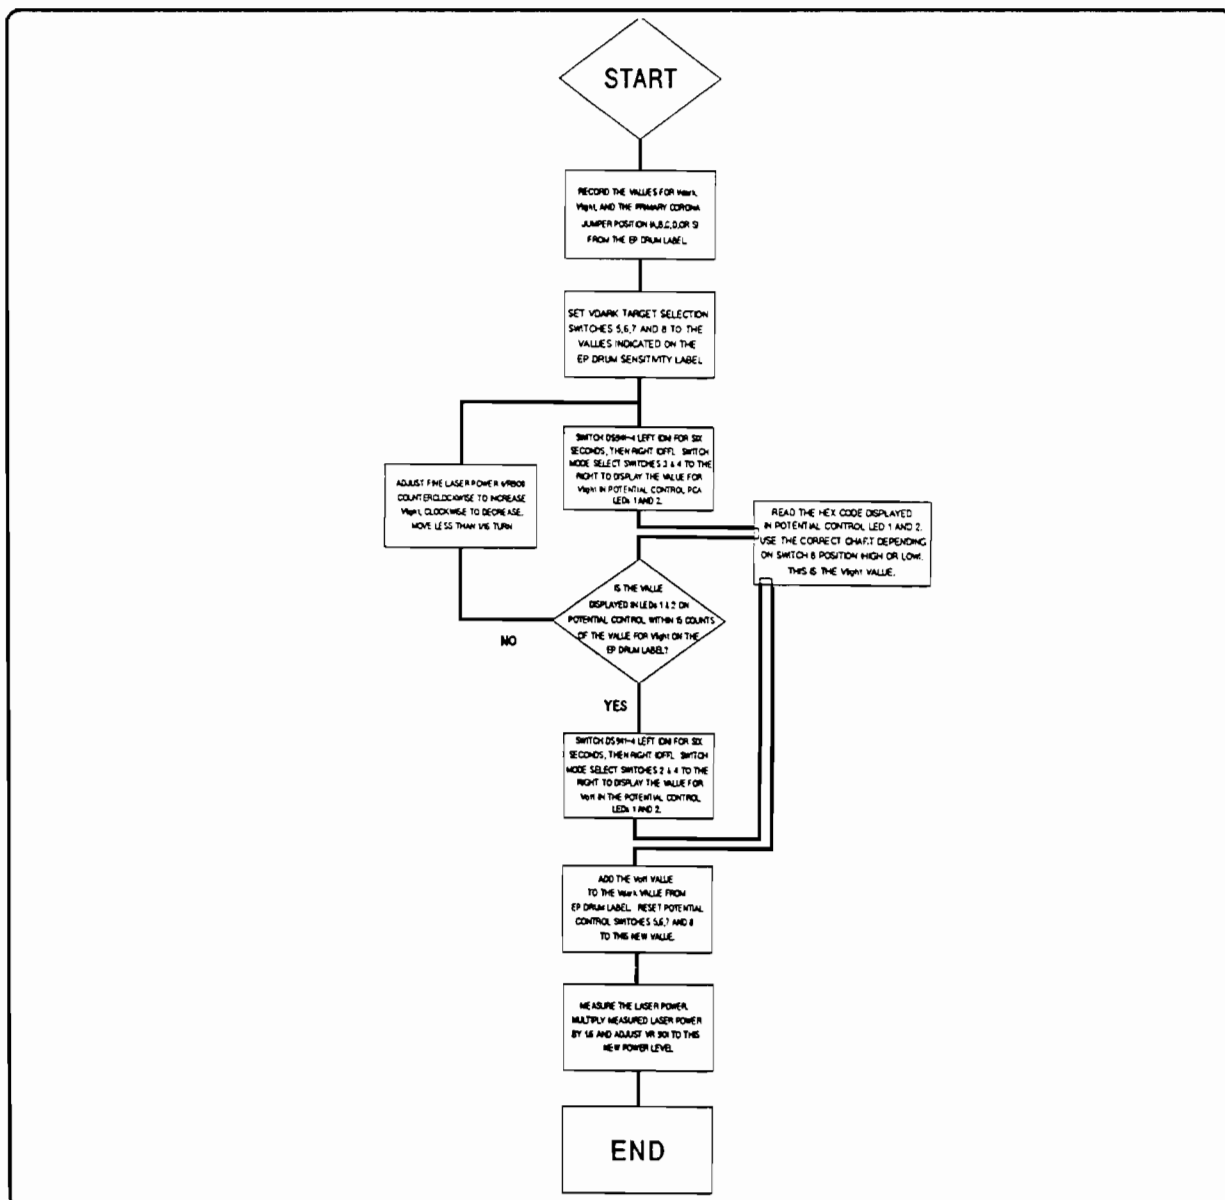 START
RECORD THE VALUES FOR Vdark,
Vlight, AND THE PRIMARY CORONA
JUMPER POSITION (A,B,C,D,OR S)
FROM THE EP DRUM LABEL.
SET VDARK TARGET SELECTION
SWITCHES 5,6,7 AND 8 TO THE
VALUES INDICATED ON THE
EP DRUM SENSITIVITY LABEL
SWITCH DS941-4 LEFT (ON) FOR SIX
SECONDS, THEN RIGHT (OFF). SWITCH
MODE SELECT SWITCHES 3 & 4 TO THE
RIGHT TO DISPLAY THE VALUE FOR
Vlight IN POTENTIAL CONTROL PCA
LEDs 1 AND 2.
ADJUST FINE LASER POWER
COUNTERCLOCKWISE TO INCREASE
Vlight, CLOCKWISE TO DECREASE.
MOVE LESS THAN 1/16 TURN
READ THE HEX CODE DISPLAYED
IN POTENTIAL CONTROL LED 1 AND 2.
USE THE CORRECT CHART DEPENDING
ON SWITCH 8 POSITION (HIGH OR LOW).
THIS IS THE Vlight VALUE.
IS THE VALUE
DISPLAYED IN LEDs 1 & 2 ON
POTENTIAL CONTROL WITHIN 15 COUNTS
OF THE VALUE FOR Vlight ON THE
EP DRUM LABEL?
NO
YES
SWITCH DS941-4 LEFT (ON) FOR SIX
SECONDS, THEN RIGHT (OFF). SWITCH
MODE SELECT SWITCHES 2 & 4 TO THE
RIGHT TO DISPLAY THE VALUE FOR
Voff IN THE POTENTIAL CONTROL
LEDs 1 AND 2.
ADD THE Voff VALUE
TO THE Vdark VALUE FROM
EP DRUM LABEL. RESET POTENTIAL
CONTROL SWITCHES 5,6,7 AND 8
TO THIS NEW VALUE.
MEASURE THE LASER POWER.
MULTIPLY MEASURED LASER POWER
BY 1.6 AND ADJUST VR 901 TO THIS
NEW POWER LEVEL
END